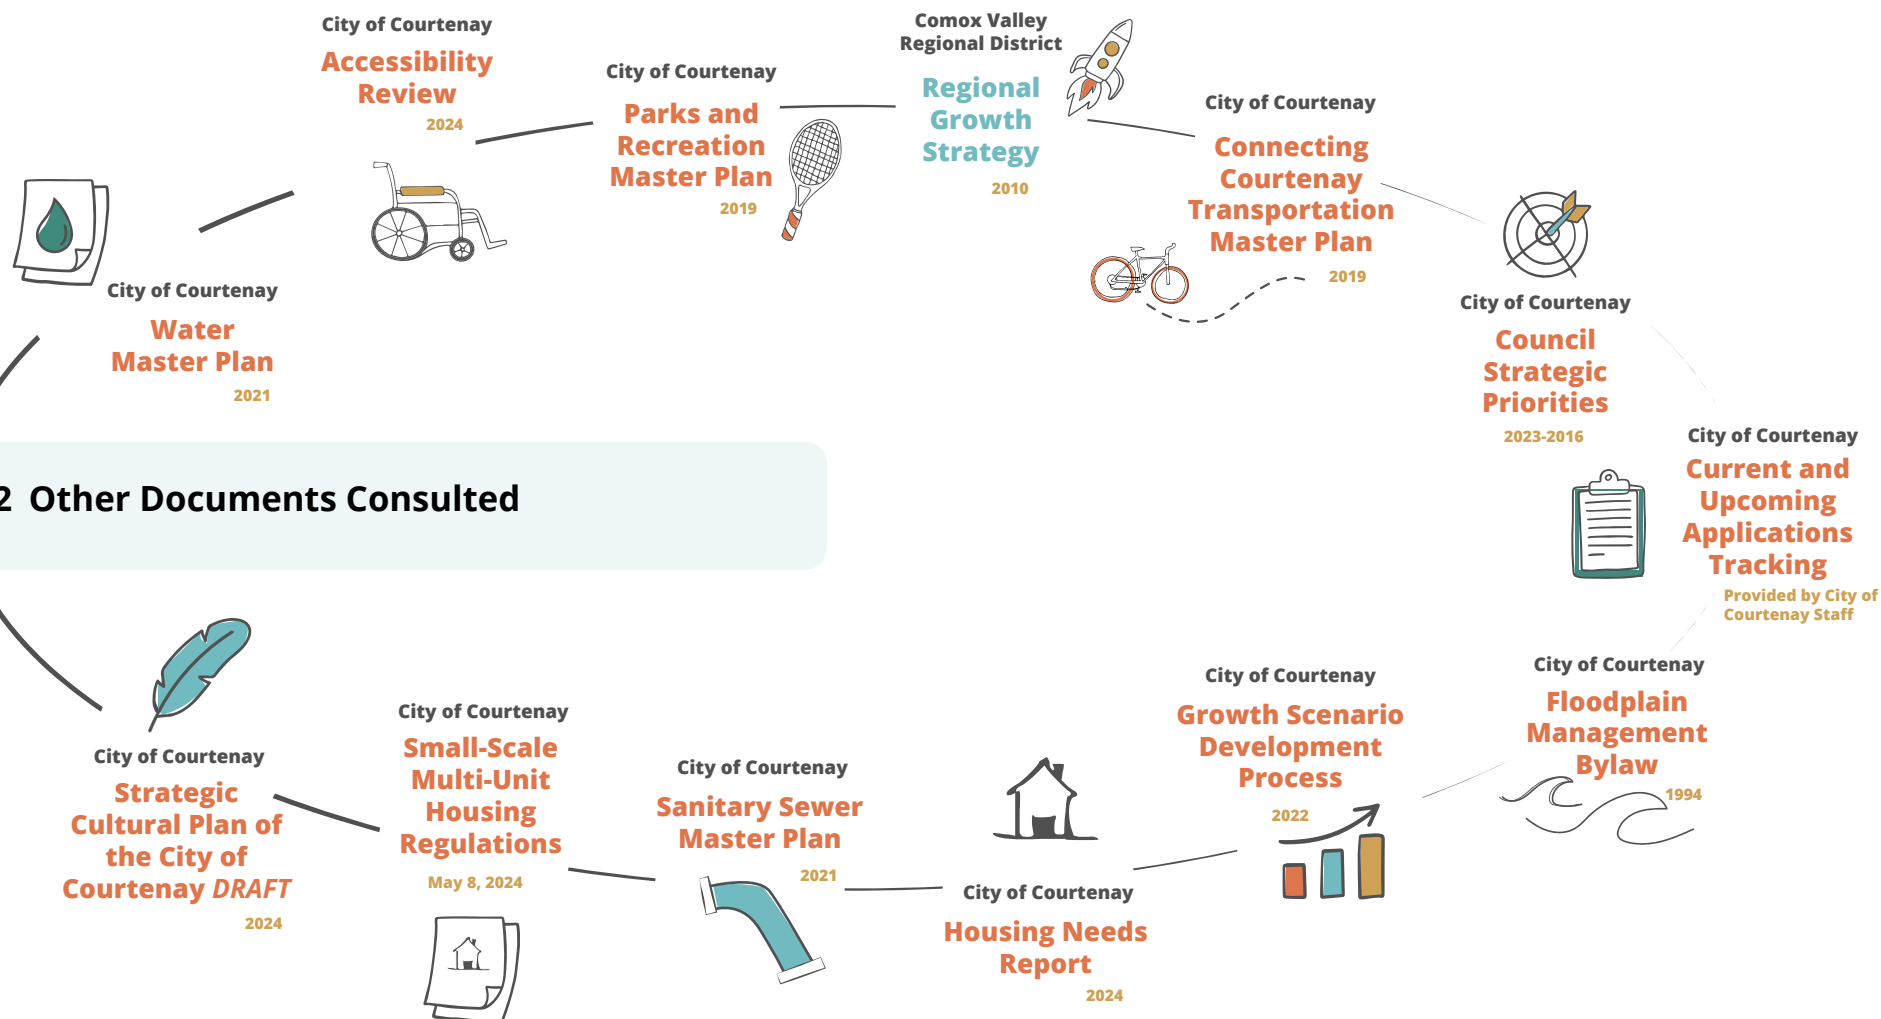 City of Courtenay
Accessibility
Review
2024
City of Courtenay
Parks and
Recreation
Master Plan
2019
Comox Valley
Regional District
Regional
Growth
Strategy
2010
City of Courtenay
Connecting
Courtenay
Transportation
Master Plan
2019
City of Courtenay
Water
Master Plan
2021
City of Courtenay
Council
Strategic
Priorities
2023-2016
City of Courtenay
Current and
Upcoming
Applications
Tracking
Provided by City of
Courtenay Staff
2 Other Documents Consulted
City of Courtenay
Strategic
Cultural Plan of
the City of
Courtenay DRAFT
2024
City of Courtenay
Small-Scale
Multi-Unit
Housing
Regulations
May 8, 2024
City of Courtenay
Sanitary Sewer
Master Plan
2021
City of Courtenay
Housing Needs
Report
2024
City of Courtenay
Growth Scenario
Development
Process
2022
City of Courtenay
Floodplain
Management
Bylaw
1994